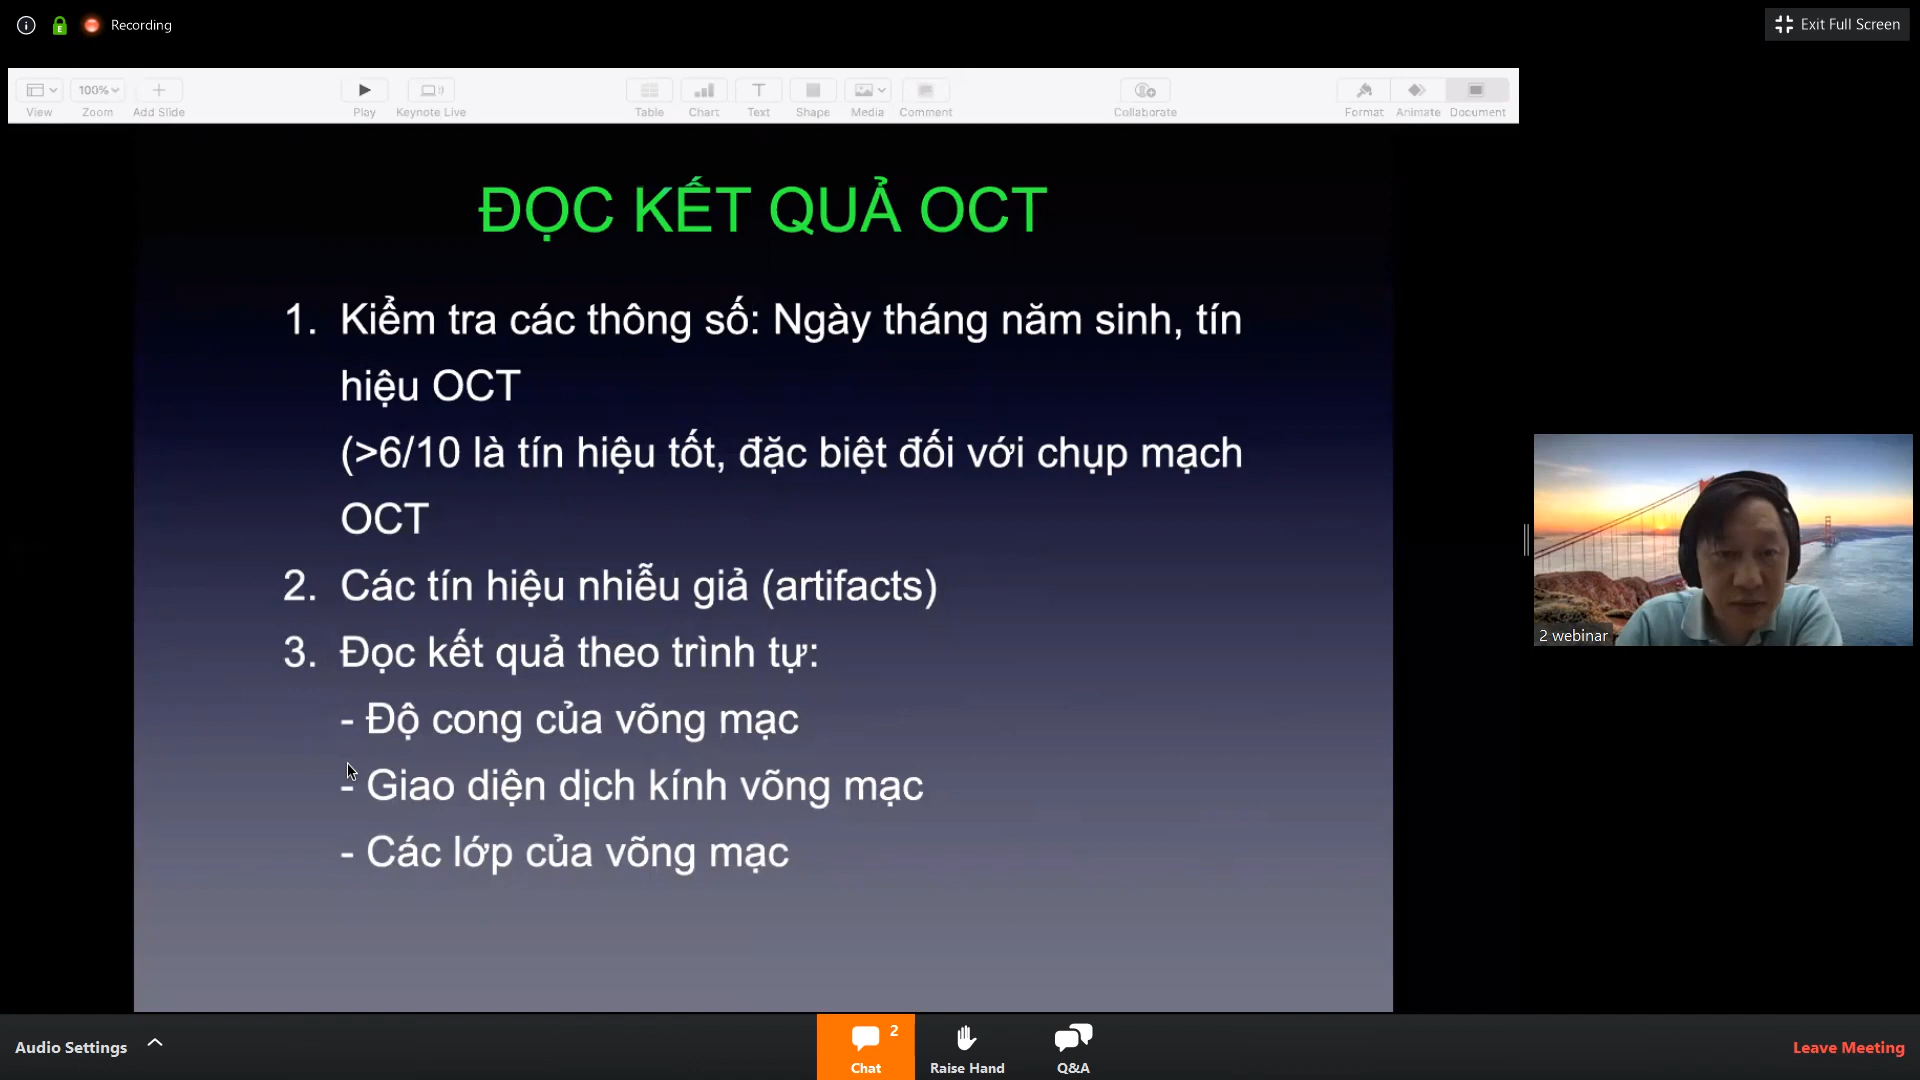 Recording
Exit Full Screen
100%
View
Zoom
Add Slide
Play
Keynote Live
Table
Chart
Text
Shape
Media
Comment
Collaborate
Format
Animate
Document
ĐỌC KẾT QUẢ OCT
1. Kiểm tra các thông số: Ngày tháng năm sinh, tín
hiệu OCT
(>6/10 là tín hiệu tốt, đặc biệt đối với chụp mạch
OCT
2. Các tín hiệu nhiễu giả (artifacts)
3. Đọc kết quả theo trình tự:
- Độ cong của võng mạc
- Giao diện dịch kính võng mạc
- Các lớp của võng mạc
2 webinar
Audio Settings
2
Chat
Raise Hand
Q&A
Leave Meeting